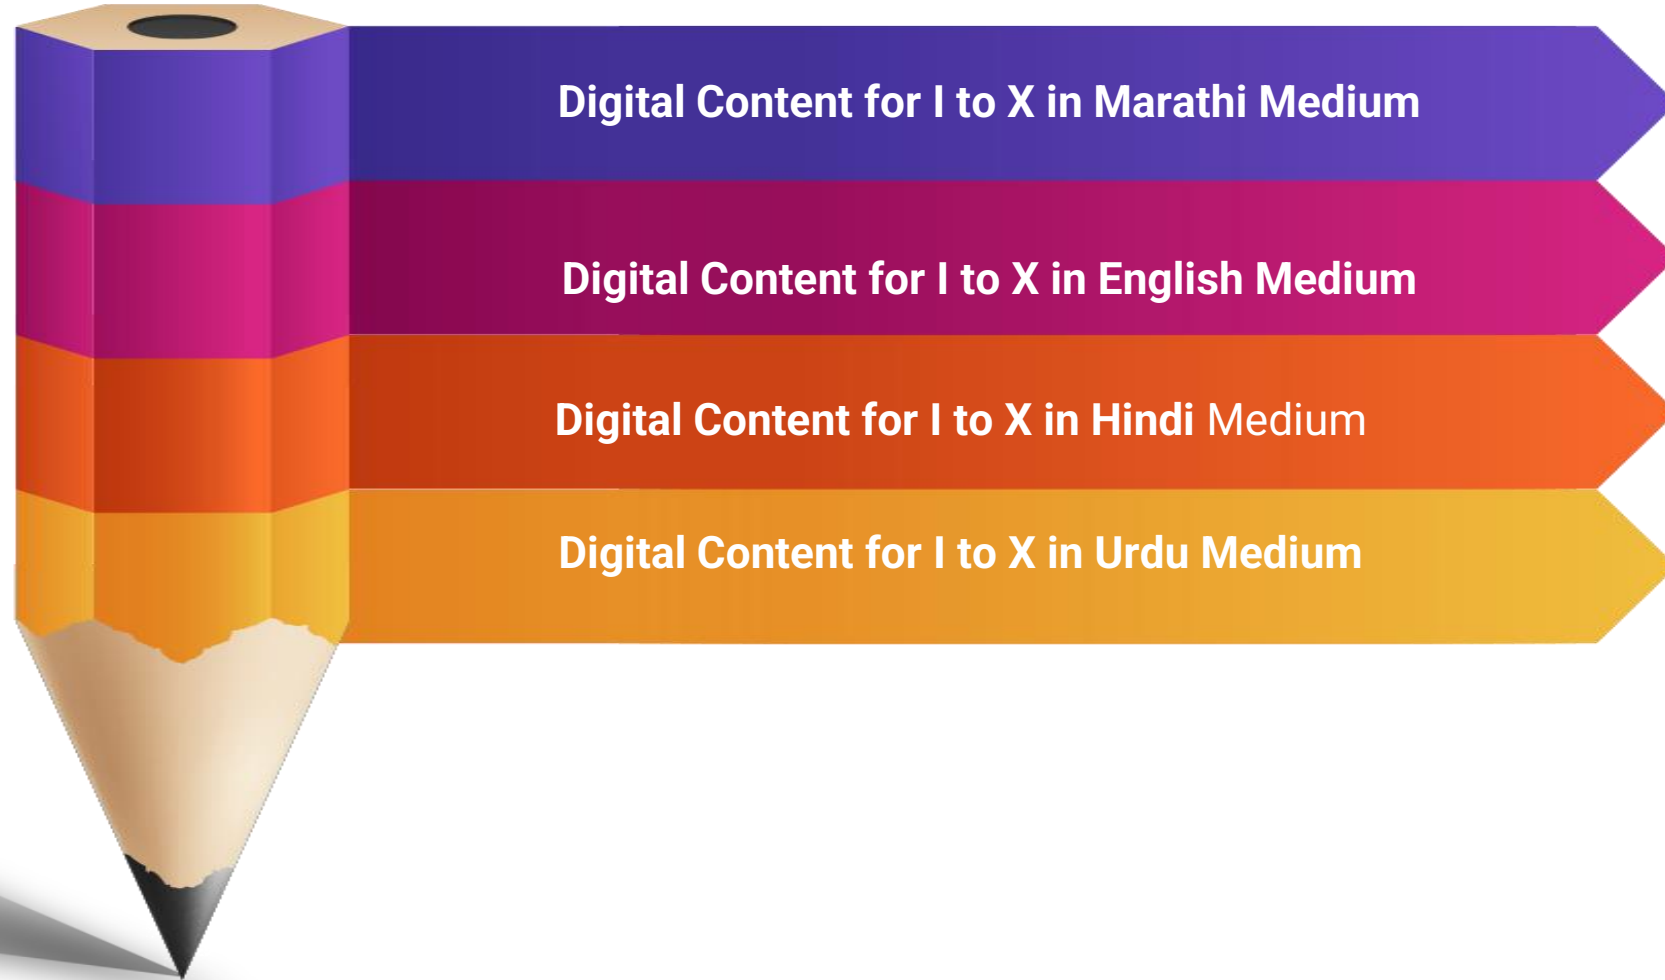 Digital Content for I to X in Marathi Medium
Digital Content for I to X in English Medium
Digital Content for I to X in Hindi Medium
Digital Content for I to X in Urdu Medium